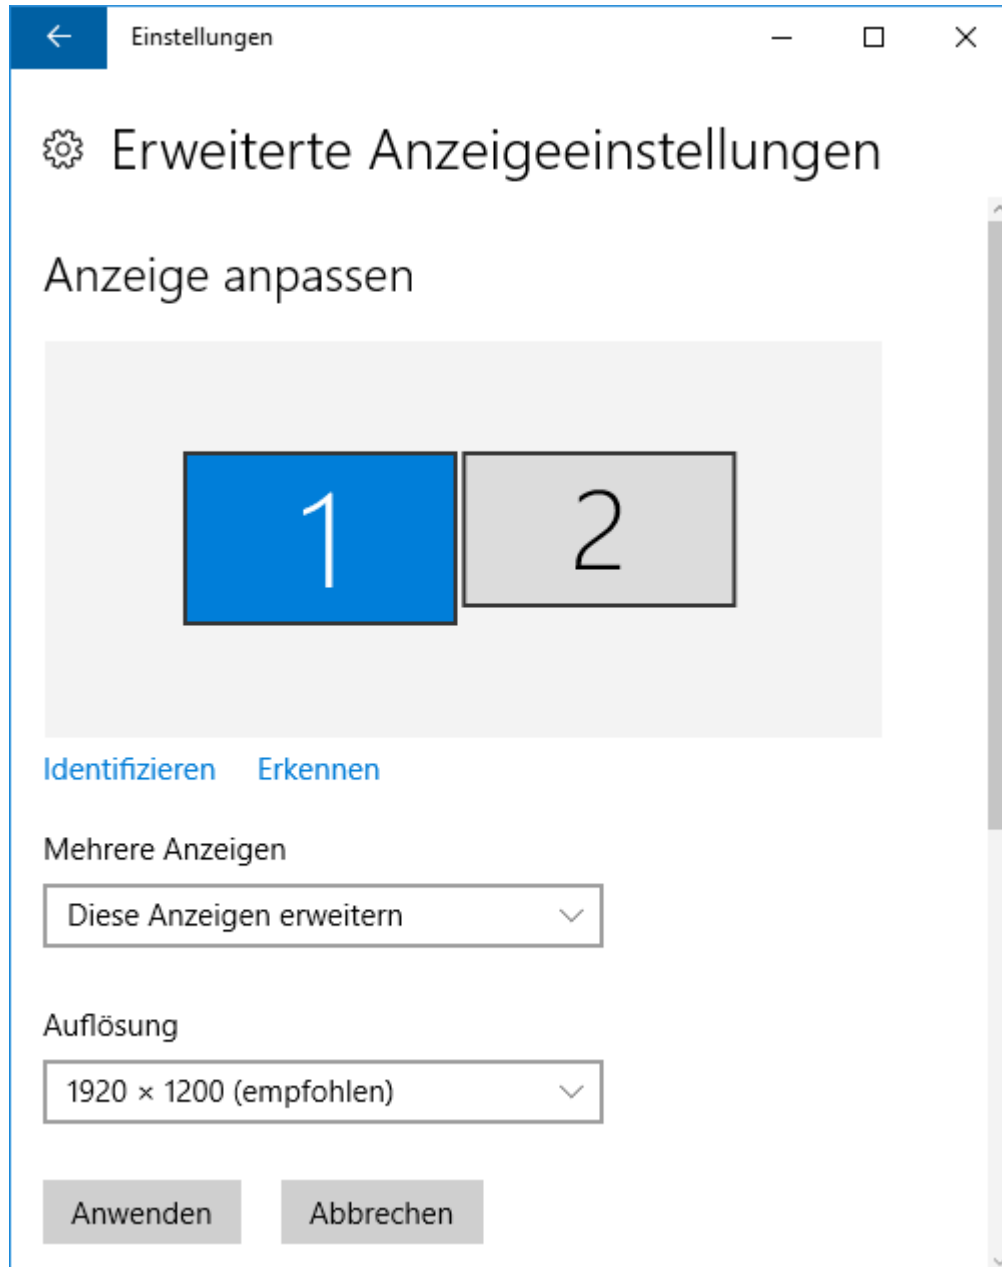 Einstellungen
Erweiterte Anzeigeeinstellungen
Anzeige anpassen
1 2
Identifizieren Erkennen
Mehrere Anzeigen
Diese Anzeigen erweitern
Auflösung
1920 × 1200 (empfohlen)
Anwenden Abbrechen